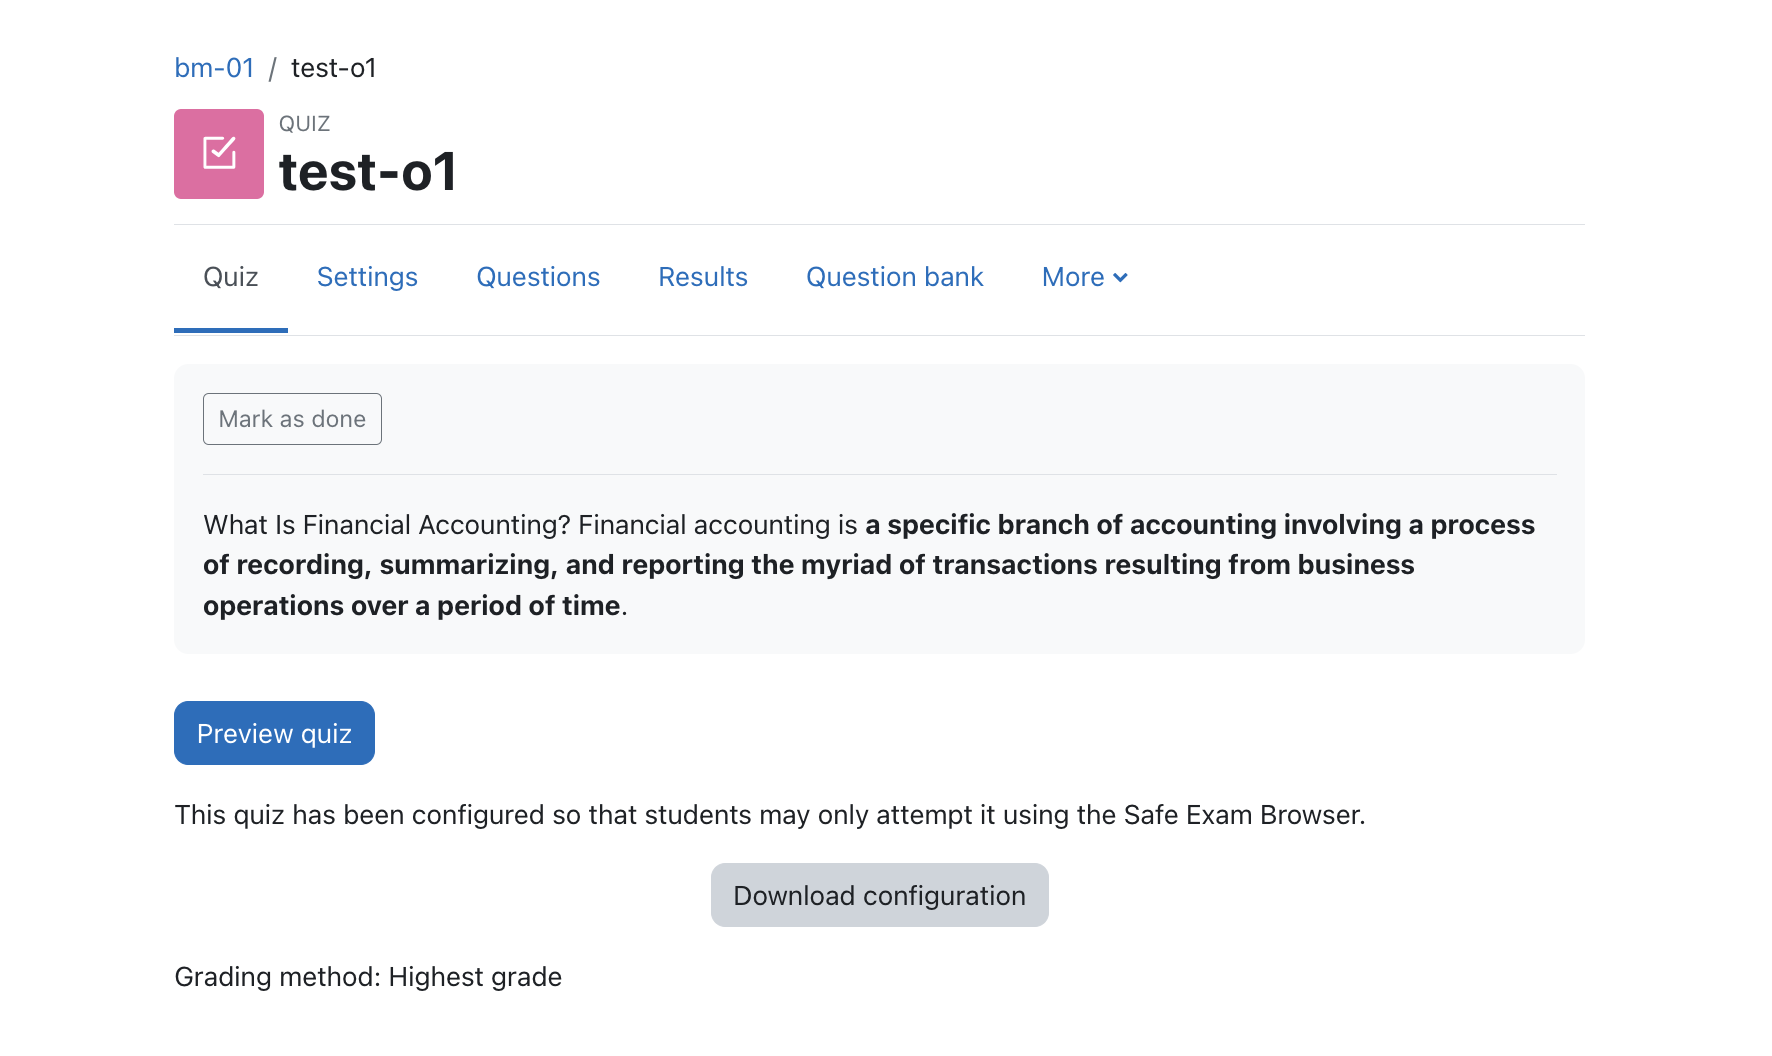 bm-01 / test-o1
QUIZ
test-o1
Quiz Settings Questions Results Question bank More
Mark as done
What Is Financial Accounting? Financial accounting is a specific branch of accounting involving a process
of recording, summarizing, and reporting the myriad of transactions resulting from business
operations over a period of time.
Preview quiz
This quiz has been configured so that students may only attempt it using the Safe Exam Browser.
Download configuration
Grading method: Highest grade